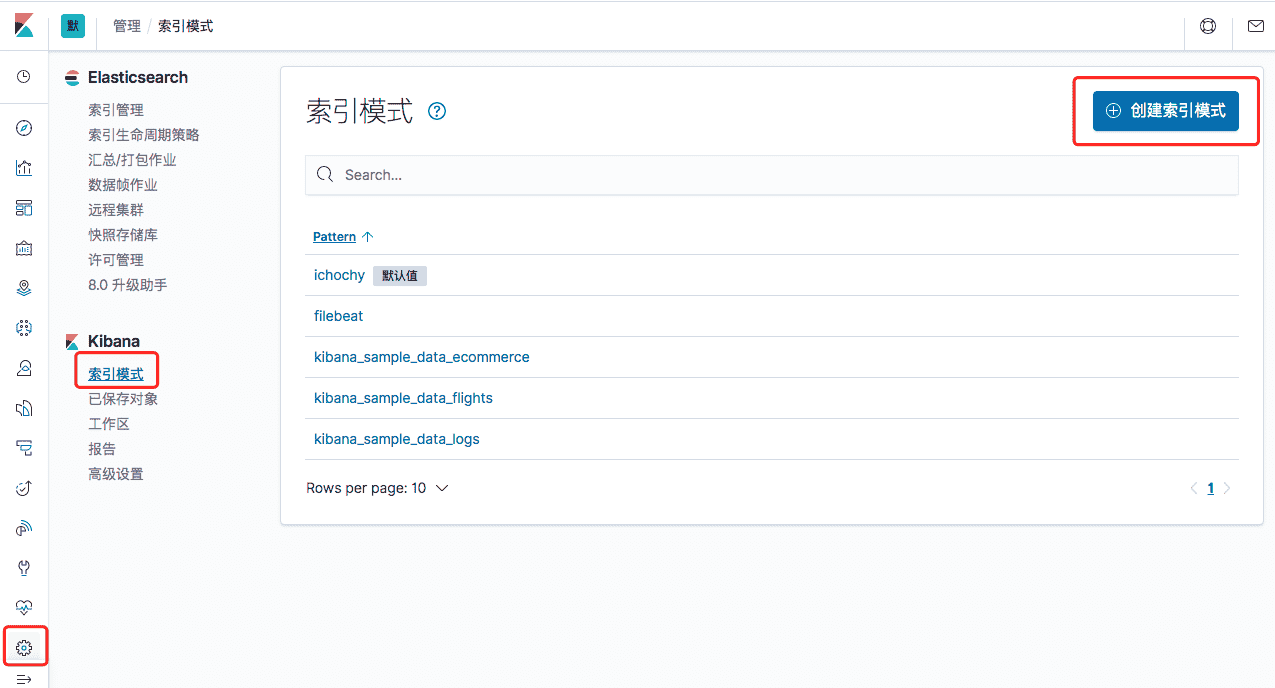 默 管理 / 索引模式
Elasticsearch
索引管理
索引生命周期策略
汇总/打包作业
数据帧作业
远程集群
快照存储库
许可管理
8.0 升级助手
Kibana
索引模式
已保存对象
工作区
报告
高级设置
索引模式
创建索引模式
Search...
Pattern
ichochy 默认值
filebeat
kibana_sample_data_ecommerce
kibana_sample_data_flights
kibana_sample_data_logs
Rows per page: 10
1